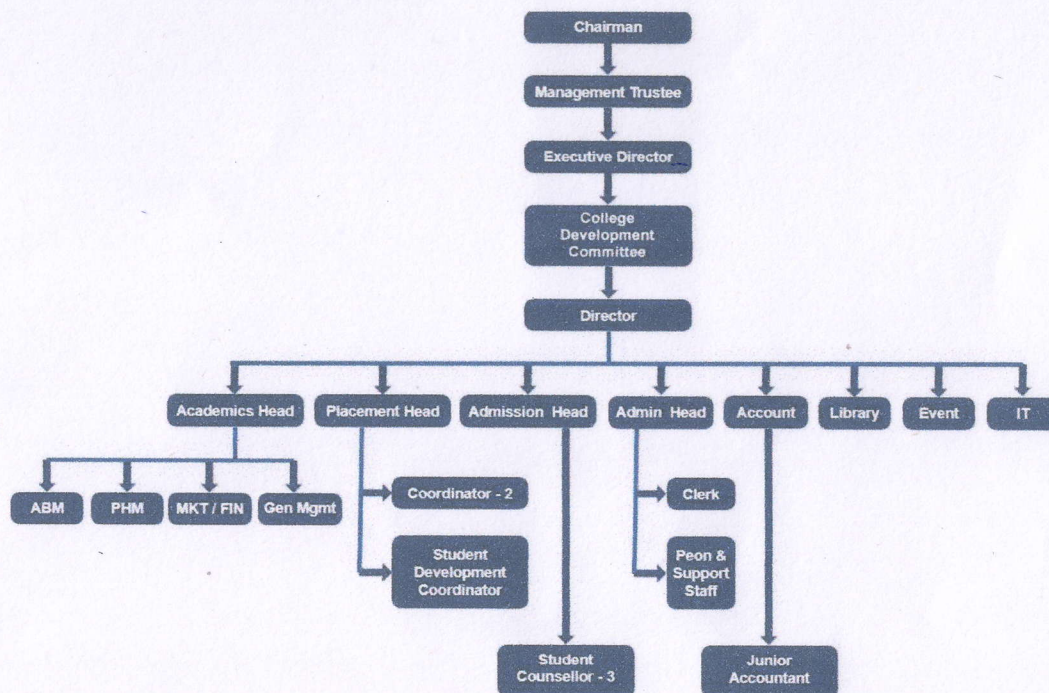 Chairman
Management Trustee
Executive Director
College
Development
Committee
Director
Academics Head
Placement Head
Admission Head
Admin Head
Account
Library
Event
IT
ABM
PHM
MKT / FIN
Gen Mgmt
Coordinator - 2
Student
Development
Coordinator
Clerk
Peon &
Support
Staff
Student
Counsellor - 3
Junior
Accountant